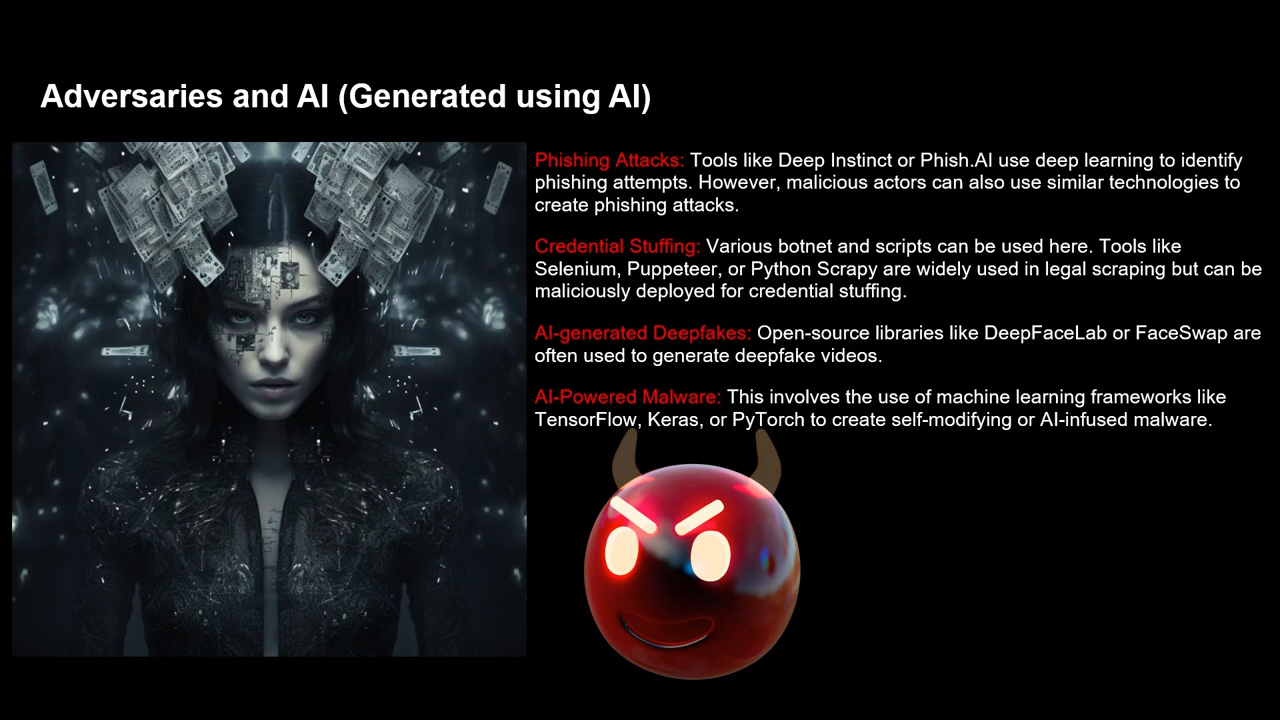 Adversaries and AI (Generated using AI)
Phishing Attacks: Tools like Deep Instinct or Phish.AI use deep learning to identify
phishing attempts. However, malicious actors can also use similar technologies to
create phishing attacks.
Credential Stuffing: Various botnet and scripts can be used here. Tools like
Selenium, Puppeteer, or Python Scrapy are widely used in legal scraping but can be
maliciously deployed for credential stuffing.
AI-generated Deepfakes: Open-source libraries like DeepFaceLab or FaceSwap are
often used to generate deepfake videos.
AI-Powered Malware: This involves the use of machine learning frameworks like
TensorFlow, Keras, or PyTorch to create self-modifying or AI-infused malware.